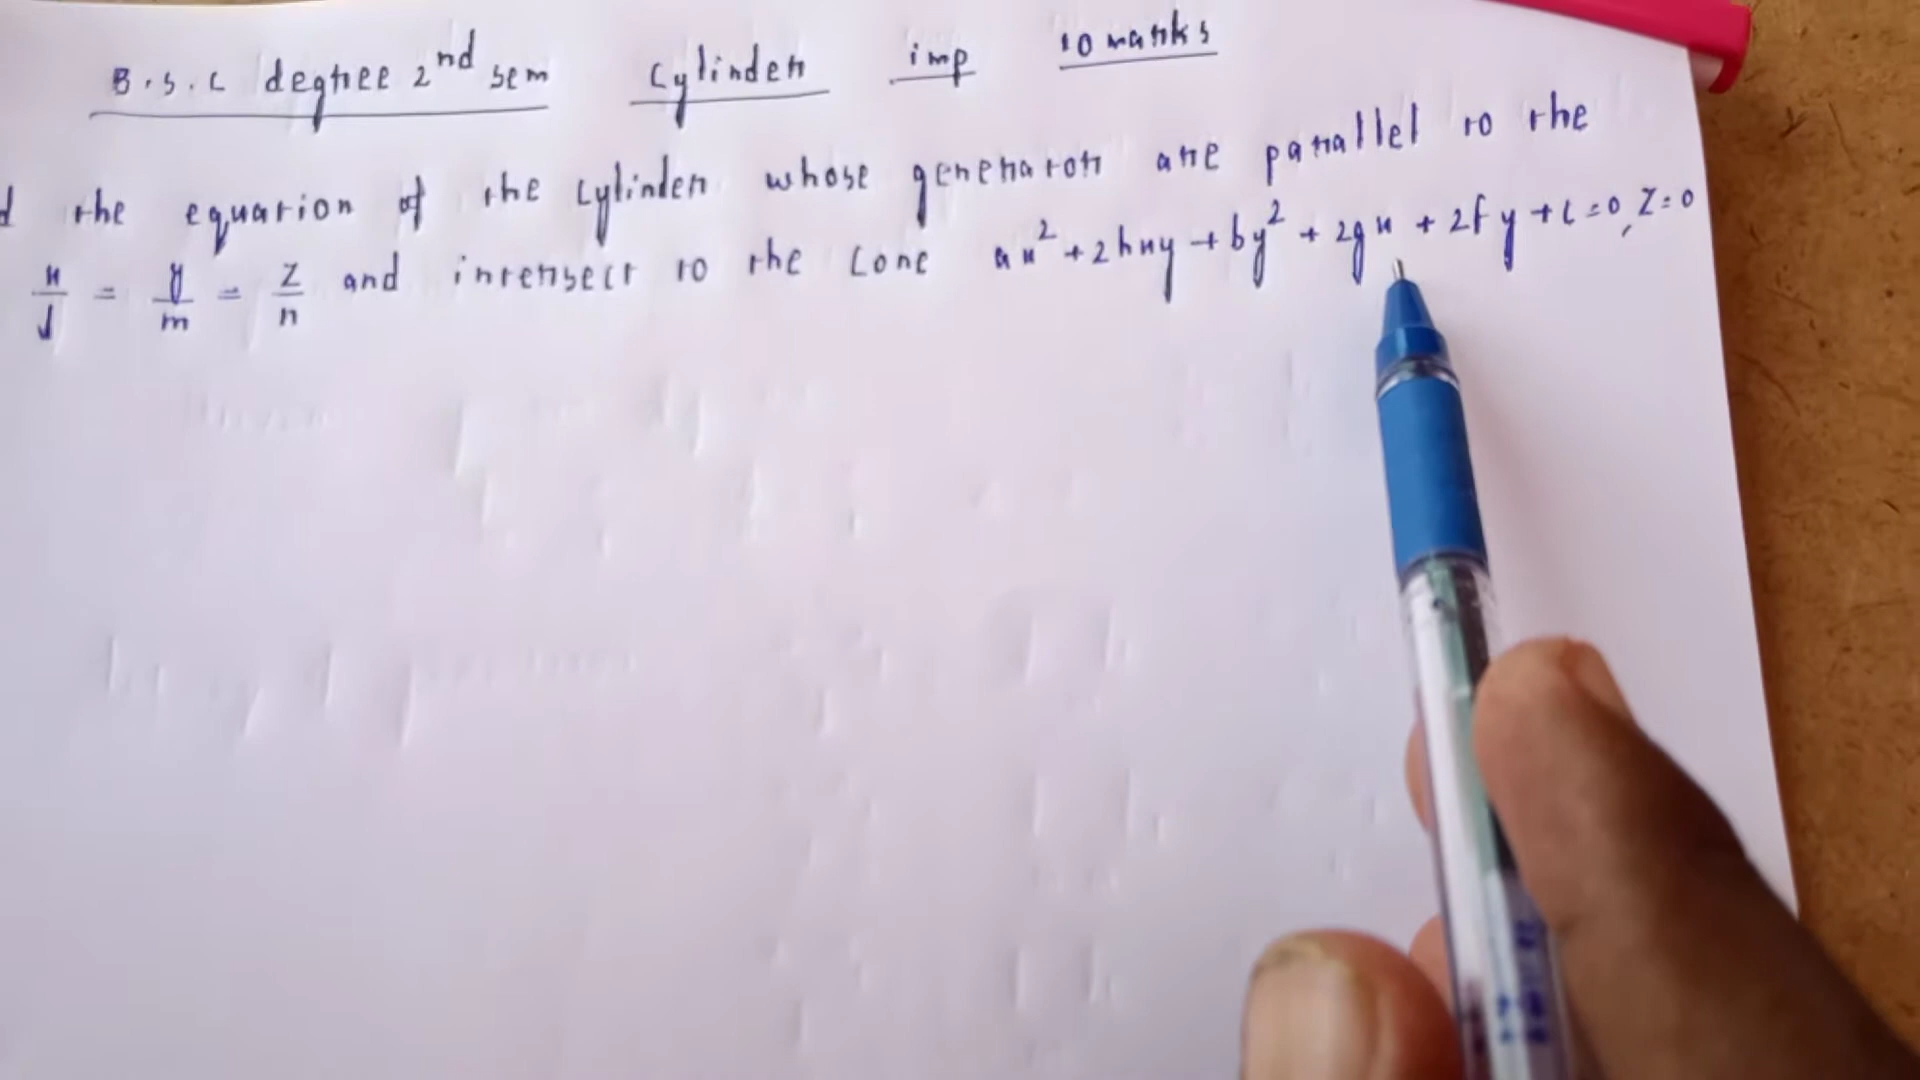 B.S.C degree 2nd sem cylinder imp 10 marks
the equation of the cylinder whose generator are parallel to the
x/l = y/m = z/n and intersect to the cone ax² + 2hxy + by² + 2gx + 2fy + c = 0, z = 0